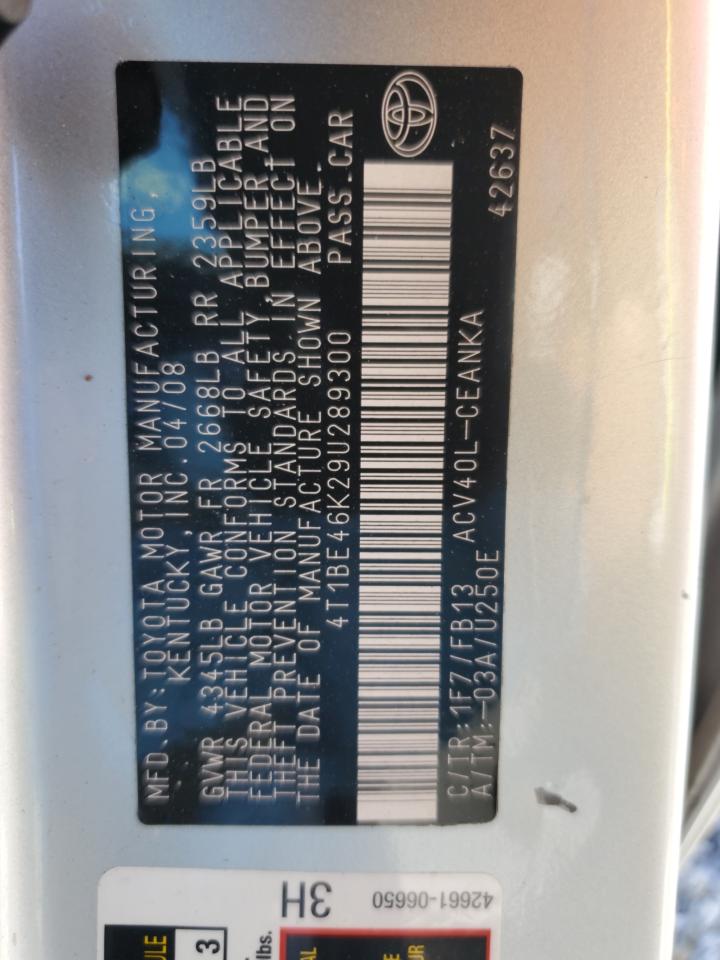 MFD.BY:TOYOTA MOTOR MANUFACTURING,
KENTUCKY,INC.04/08
GVWR 4345LB GAWR FR 2668LB RR 2359LB
THIS VEHICLE CONFORMS TO ALL APPLICABLE
FEDERAL MOTOR VEHICLE SAFETY,BUMPER AND
THEFT PREVENTION STANDARDS IN EFFECT ON
THE DATE OF MANUFACTURE SHOWN ABOVE.
4T1BE46K29U289300 PASS.CAR
C/TR:1F7/FB13 ACV40L-CEANKA
A/TM:-03A/U250E 42637
3H
42661-06650
3
lbs.